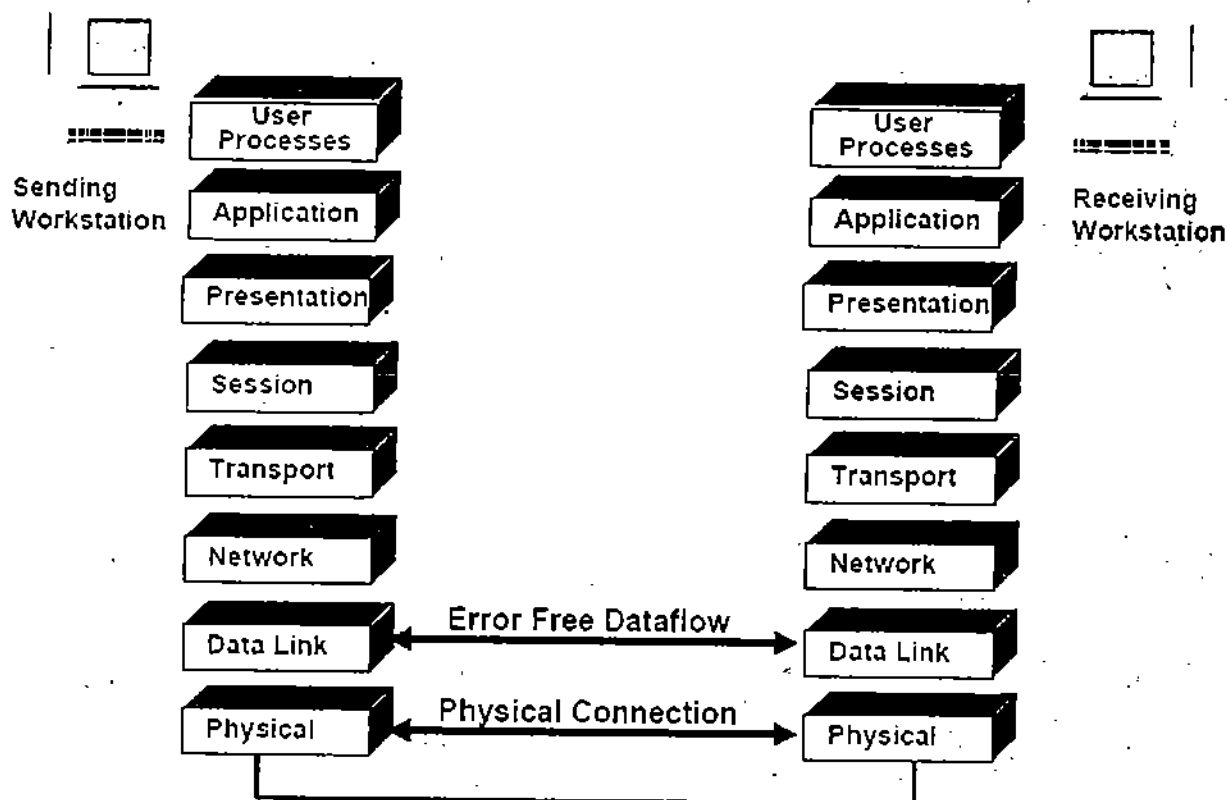 User
Processes
Sending
Workstation
Application
Presentation
Session
Transport
Network
Data Link
Physical
Error Free Dataflow
Physical Connection
User
Processes
Receiving
Workstation
Application
Presentation
Session
Transport
Network
Data Link
Physical